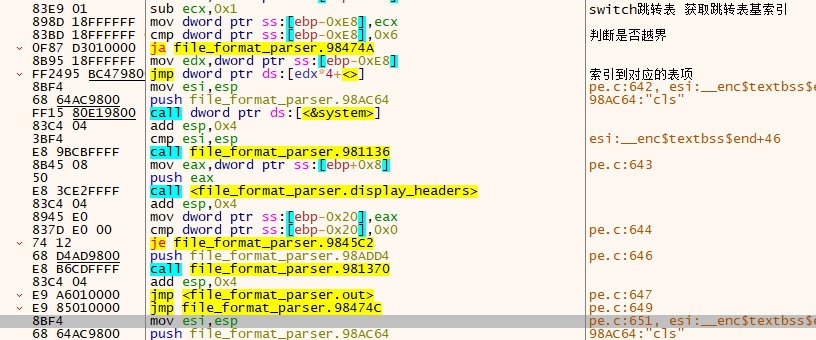 83E9 01 sub ecx,0x1 switch跳转表 获取跳转表基索引
898D 18FFFFFF mov dword ptr ss:[ebp-0xE8],ecx
83BD 18FFFFFF cmp dword ptr ss:[ebp-0xE8],0x6 判断是否越界
0F87 D3010000 ja file_format_parser.98474A
8B95 18FFFFFF mov edx,dword ptr ss:[ebp-0xE8]
FF2495 BC479800 jmp dword ptr ds:[edx*4+<>] 索引到对应的表项
8BF4 mov esi,esp pe.c:642, esi:__enc$textbss$
68 64AC9800 push file_format_parser.98AC64 98AC64:"cls"
FF15 80E19800 call dword ptr ds:[<&system>]
83C4 04 add esp,0x4
3BF4 cmp esi,esp esi:__enc$textbss$end+46
E8 9BCBFFFF call file_format_parser.981136
8B45 08 mov eax,dword ptr ss:[ebp+0x8] pe.c:643
50 push eax
E8 3CE2FFFF call <file_format_parser.display_headers>
83C4 04 add esp,0x4
8945 E0 mov dword ptr ss:[ebp-0x20],eax
837D E0 00 cmp dword ptr ss:[ebp-0x20],0x0 pe.c:644
74 12 je file_format_parser.9845C2
68 D4AD9800 push file_format_parser.98ADD4 pe.c:646
E8 B6CDFFFF call file_format_parser.981370
83C4 04 add esp,0x4
E9 A6010000 jmp <file_format_parser.out> pe.c:647
E9 85010000 jmp file_format_parser.98474C pe.c:649
8BF4 mov esi,esp pe.c:651, esi:__enc$textbss$
68 64AC9800 push file_format_parser.98AC64 98AC64:"cls"